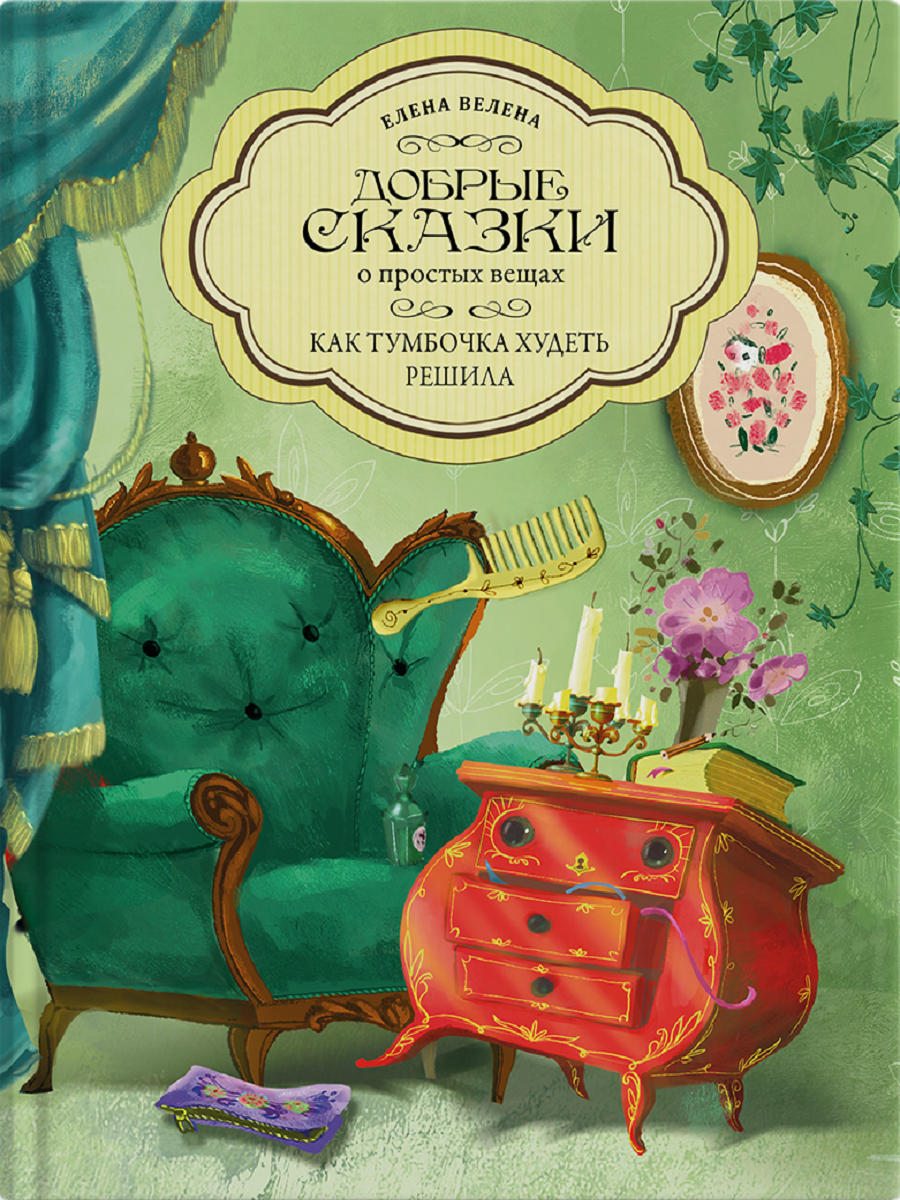 ЕЛЕНА ВЕЛЕНА
ДОБРЫЕ
СКАЗКИ
о простых вещах
КАК ТУМБОЧКА ХУДЕТЬ
РЕШИЛА